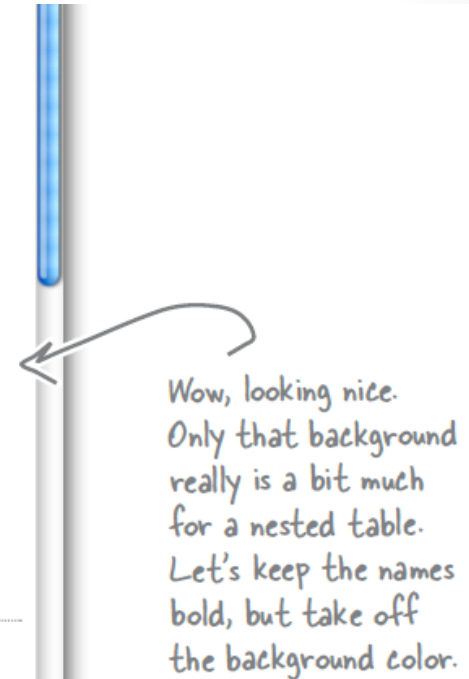 Wow, looking nice.
Only that background
really is a bit much
for a nested table.
Let's keep the names
bold, but take off
the background color.